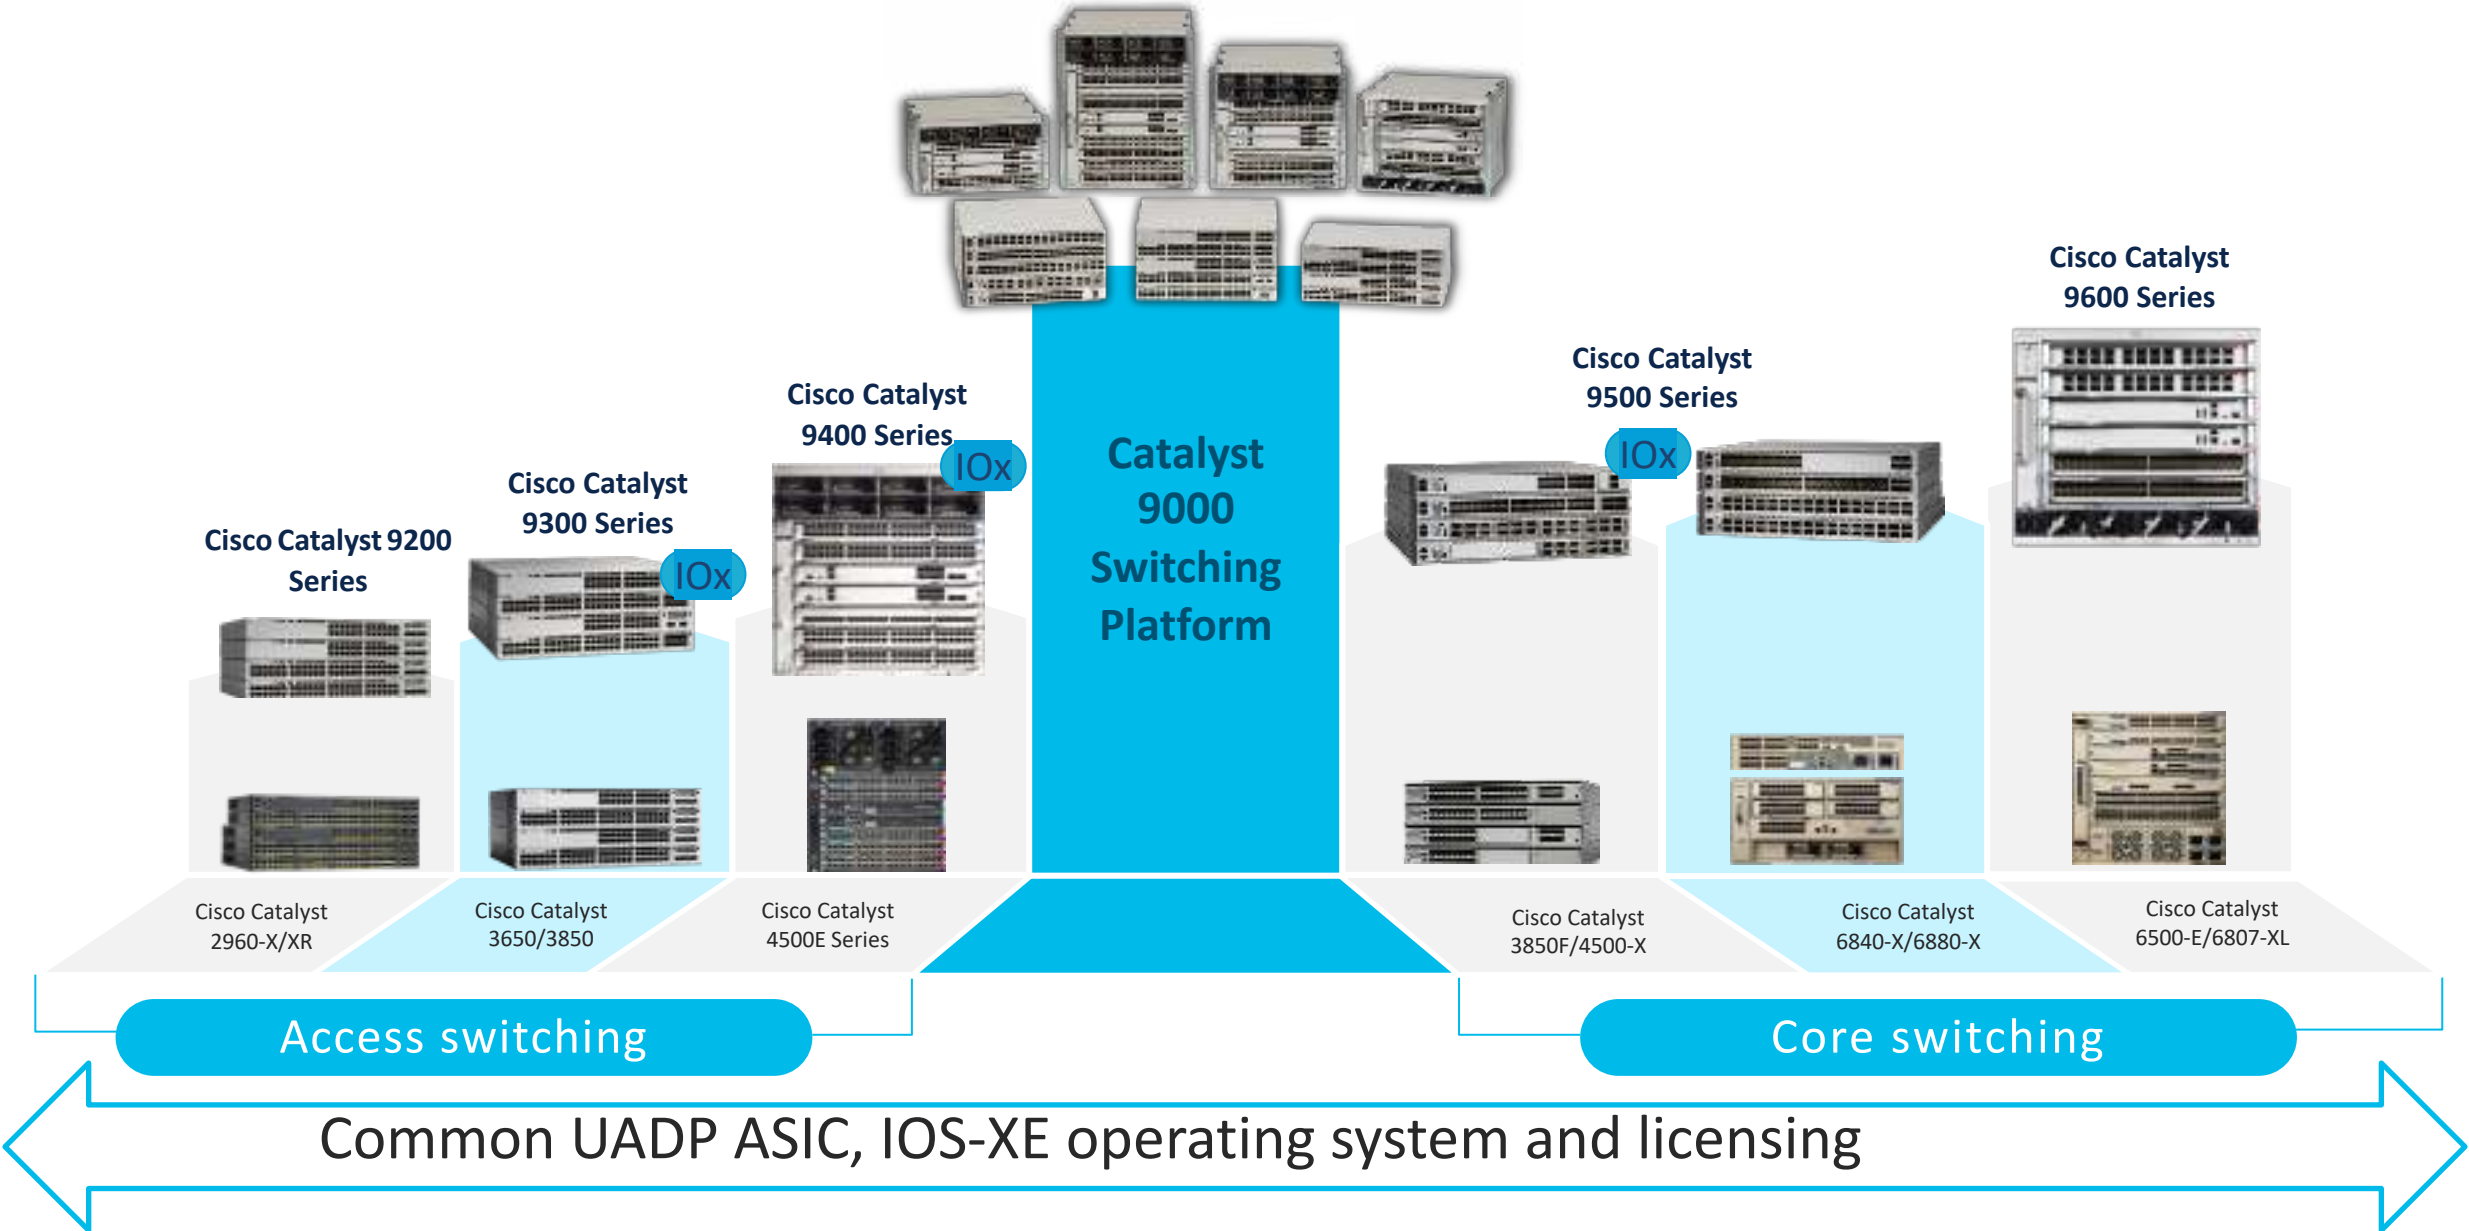 Cisco Catalyst
9600 Series
Cisco Catalyst
9500 Series
IOx
Cisco Catalyst
9400 Series
IOx
Cisco Catalyst
9300 Series
IOx
Cisco Catalyst 9200
Series
Catalyst
9000
Switching
Platform
Cisco Catalyst
2960-X/XR
Cisco Catalyst
3650/3850
Cisco Catalyst
4500E Series
Cisco Catalyst
3850F/4500-X
Cisco Catalyst
6840-X/6880-X
Cisco Catalyst
6500-E/6807-XL
Access switching
Core switching
Common UADP ASIC, IOS-XE operating system and licensing